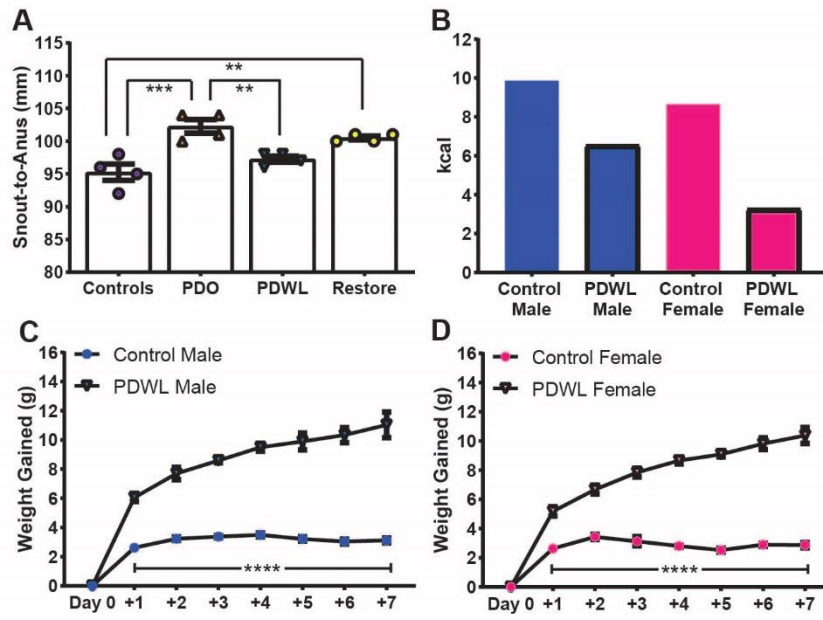 A
Snout-to-Anus (mm)
115
110
105
100
95
90
85
80
**
***
**
Controls PDO PDWL Restore
B
kcal
12
10
8
6
4
2
0
Control Male
PDWL Male
Control Female
PDWL Female
C
Weight Gained (g)
16
14
12
10
8
6
4
2
0
Control Male
PDWL Male
****
Day 0 +1 +2 +3 +4 +5 +6 +7
D
Weight Gained (g)
16
14
12
10
8
6
4
2
0
Control Female
PDWL Female
****
Day 0 +1 +2 +3 +4 +5 +6 +7